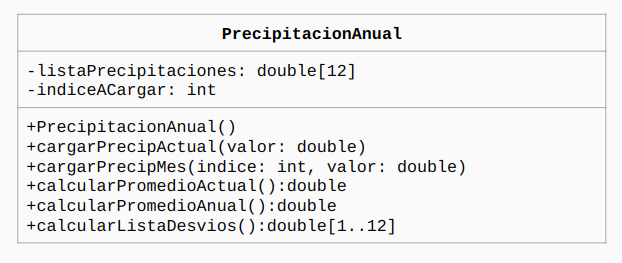 PrecipitacionAnual
-listaPrecipitaciones: double[12]
-indiceACargar: int
+PrecipitacionAnual()
+cargarPrecipActual(valor: double)
+cargarPrecipMes(indice: int, valor: double)
+calcularPromedioActual():double
+calcularPromedioAnual():double
+calcularListaDesvios():double[1..12]